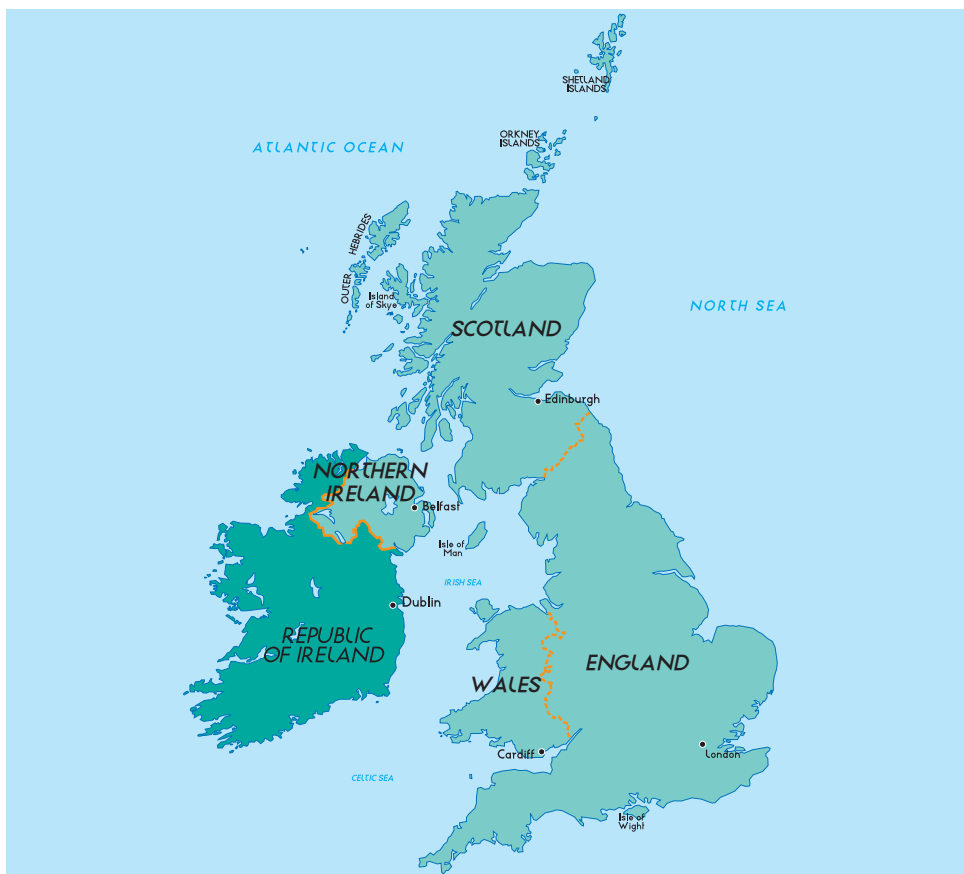 SHETLAND
ISLANDS
ORKNEY
ISLANDS
ATLANTIC OCEAN
OUTER HEBRIDES
Island
of Skye
NORTH SEA
SCOTLAND
Edinburgh
NORTHERN
IRELAND
Belfast
Isle of
Man
IRISH SEA
Dublin
REPUBLIC
OF IRELAND
ENGLAND
WALES
Cardiff
London
CELTIC SEA
Isle of
Wight